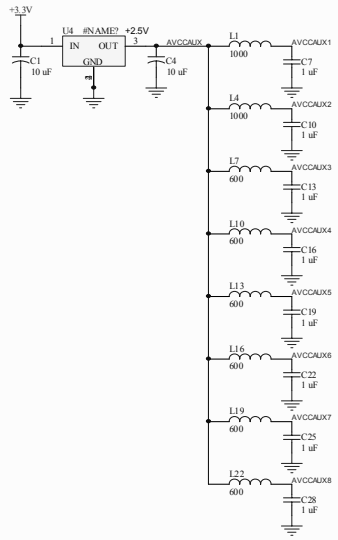 +3.3V
U4 #NAME? +2.5V
1 IN OUT 3 AVCCAUX
GND
C1
10 uF
C4
10 uF
L1 AVCCAUX1
1000
C7
1 uF
L4 AVCCAUX2
1000
C10
1 uF
L7 AVCCAUX3
600
C13
1 uF
L10 AVCCAUX4
600
C16
1 uF
L13 AVCCAUX5
600
C19
1 uF
L16 AVCCAUX6
600
C22
1 uF
L19 AVCCAUX7
600
C25
1 uF
L22 AVCCAUX8
600
C28
1 uF